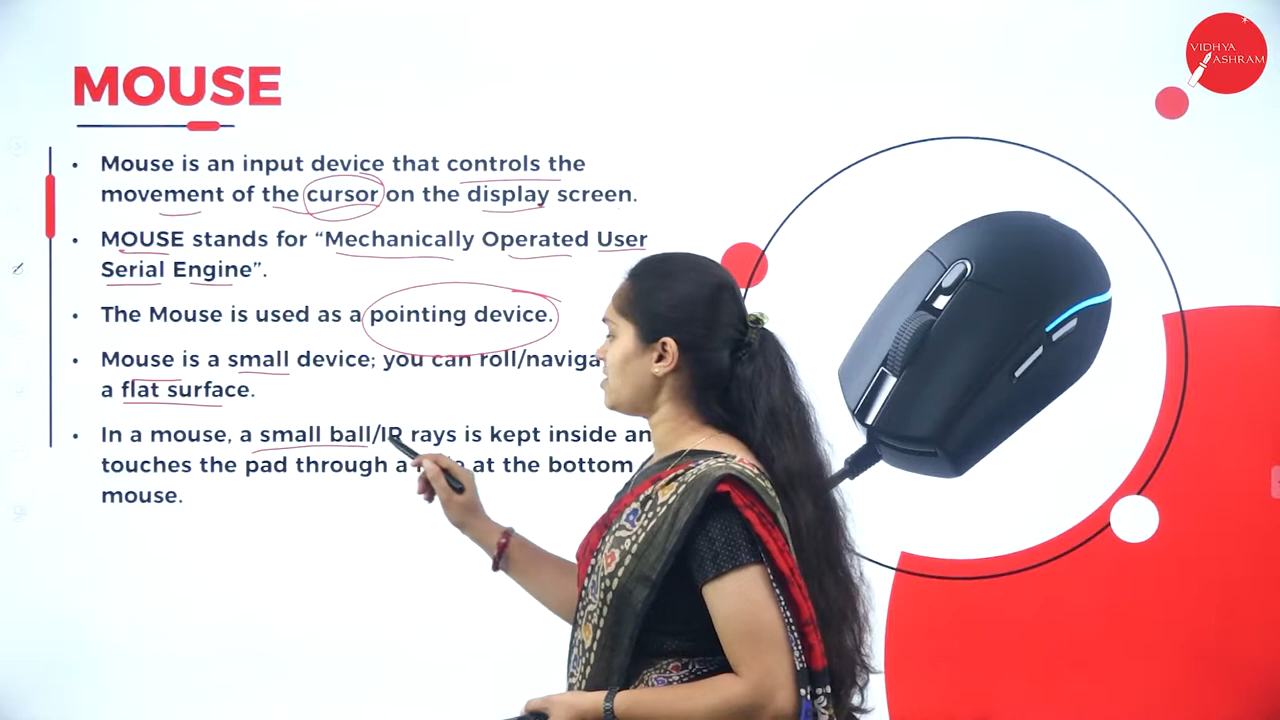 VIDHYA
ASHRAM
MOUSE
• Mouse is an input device that controls the
movement of the cursor on the display screen.
• MOUSE stands for “Mechanically Operated User
Serial Engine”.
• The Mouse is used as a pointing device.
• Mouse is a small device; you can roll/naviga
a flat surface.
• In a mouse, a small ball/IR rays is kept inside an
touches the pad through a at the bottom
mouse.